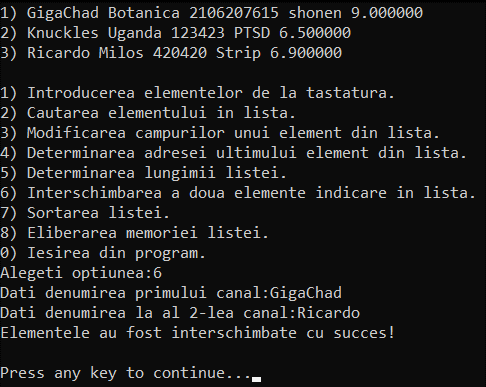 1) GigaChad Botanica 2106207615 shonen 9.000000
2) Knuckles Uganda 123423 PTSD 6.500000
3) Ricardo Milos 420420 Strip 6.900000
1) Introducerea elementelor de la tastatura.
2) Cautarea elementului in lista.
3) Modificarea campurilor unui element din lista.
4) Determinarea adresei ultimului element din lista.
5) Determinarea lungimii listei.
6) Interschimbarea a doua elemente indicare in lista.
7) Sortarea listei.
8) Eliberarea memoriei listei.
0) Iesirea din program.
Alegeti optiunea:6
Dati denumirea primului canal:GigaChad
Dati denumirea la al 2-lea canal:Ricardo
Elementele au fost interschimbate cu succes!
Press any key to continue...